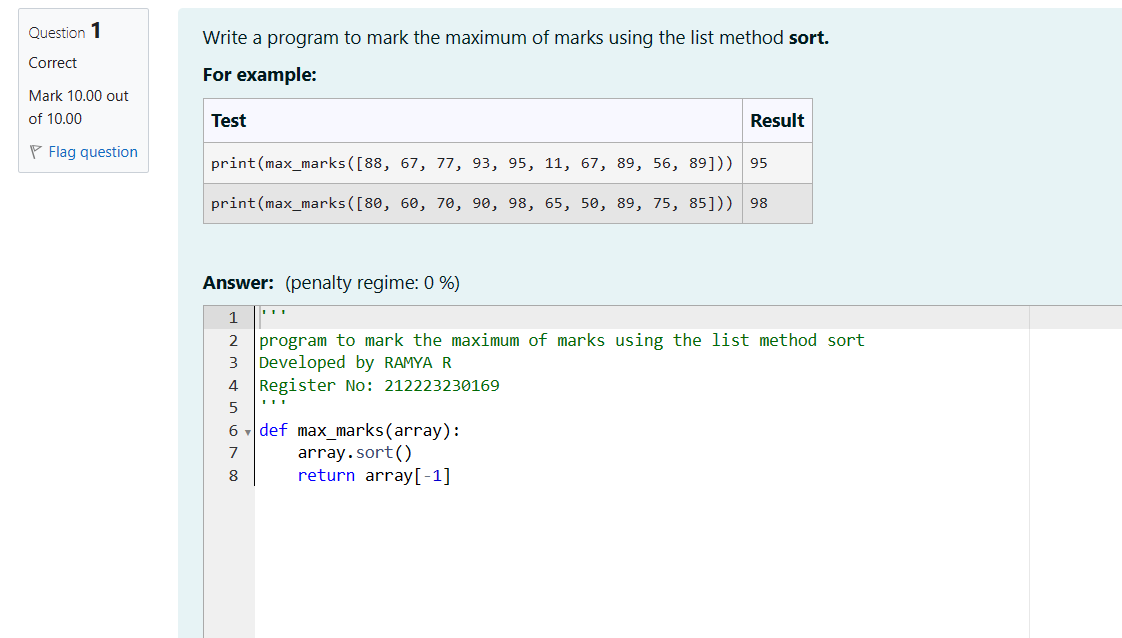 Question 1
Correct
Mark 10.00 out
of 10.00
Flag question
Write a program to mark the maximum of marks using the list method sort.
For example:
Test Result
print(max_marks([88, 67, 77, 93, 95, 11, 67, 89, 56, 89])) 95
print(max_marks([80, 60, 70, 90, 98, 65, 50, 89, 75, 85])) 98
Answer: (penalty regime: 0 %)
1 '''
2 program to mark the maximum of marks using the list method sort
3 Developed by RAMYA R
4 Register No: 212223230169
5 '''
6 def max_marks(array):
7     array.sort()
8     return array[-1]